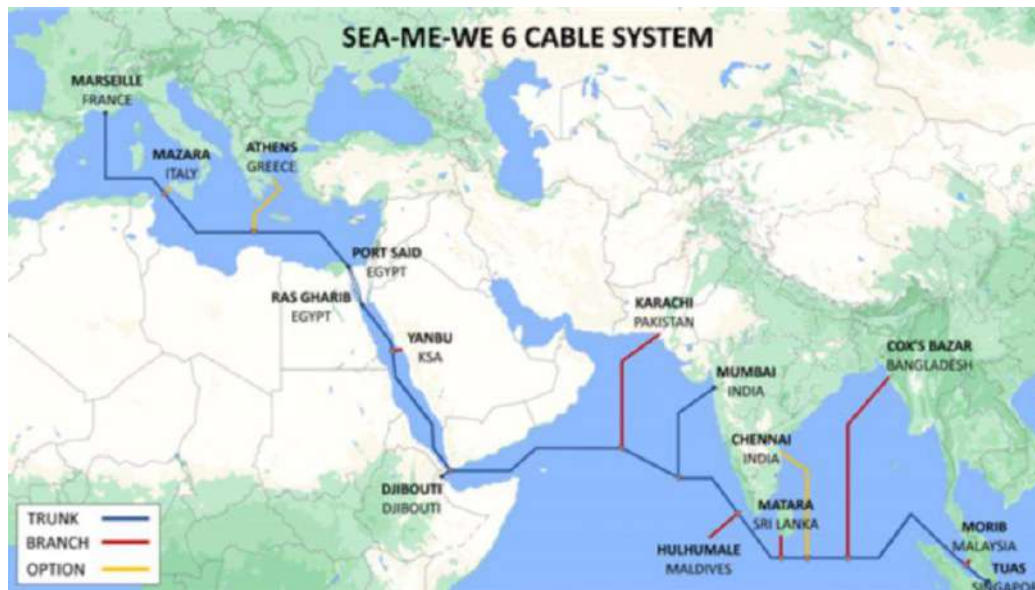 SEA-ME-WE 6 CABLE SYSTEM
MARSEILLE
FRANCE
MAZARA
ITALY
ATHENS
GREECE
PORT SAID
EGYPT
RAS GHARIB
EGYPT
YANBU
KSA
KARACHI
PAKISTAN
COX'S BAZAR
BANGLADESH
MUMBAI
INDIA
CHENNAI
INDIA
DJIBOUTI
DJIBOUTI
MATARA
SRI LANKA
HULHUMALE
MALDIVES
MORIB
MALAYSIA
TUAS
SINGAPOR
TRUNK
BRANCH
OPTION